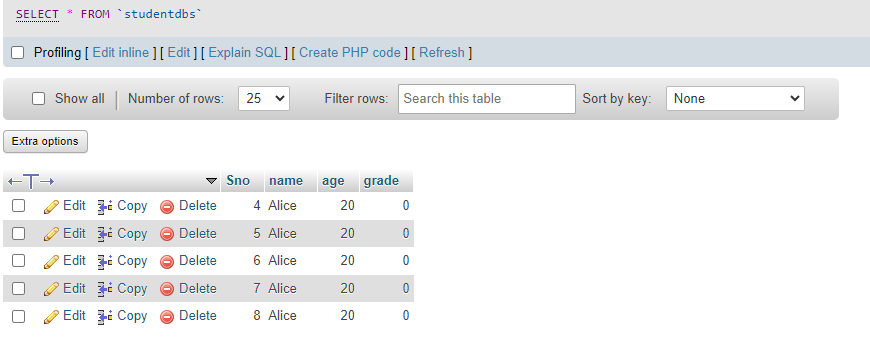 SELECT * FROM `studentdbs`
Profiling [ Edit inline ] [ Edit ] [ Explain SQL ] [ Create PHP code ] [ Refresh ]
Show all Number of rows: 25 Filter rows: Search this table Sort by key: None
Extra options
Sno name age grade
Edit Copy Delete 4 Alice 20 0
Edit Copy Delete 5 Alice 20 0
Edit Copy Delete 6 Alice 20 0
Edit Copy Delete 7 Alice 20 0
Edit Copy Delete 8 Alice 20 0